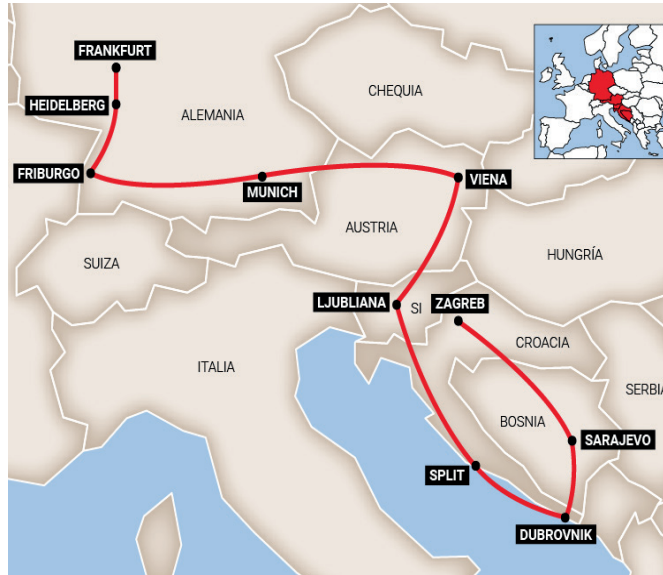 FRANKFURT
CHEQUIA
HEIDELBERG
ALEMANIA
FRIBURGO
MUNICH
VIENA
AUSTRIA
HUNGRÍA
SUIZA
LJUBLIANA
SI
ZAGREB
CROACIA
ITALIA
SERBIA
BOSNIA
SARAJEVO
SPLIT
DUBROVNIK